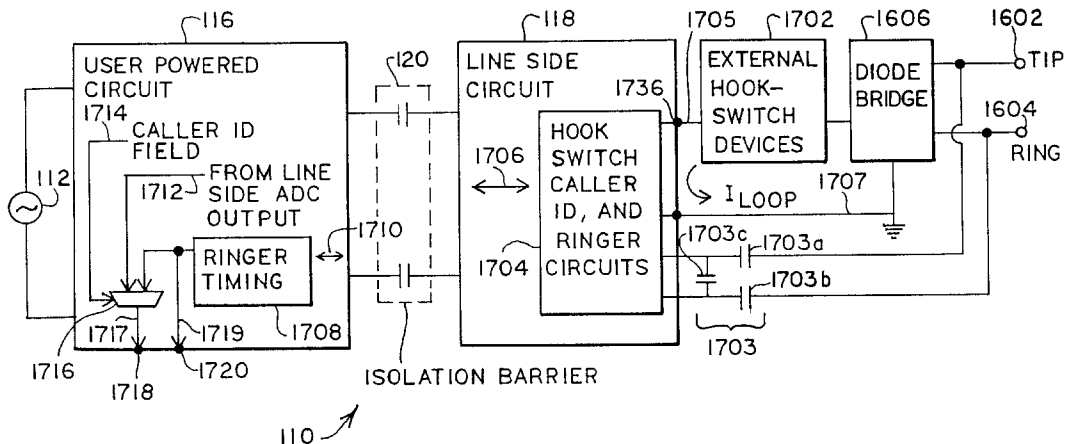 116
USER POWERED
CIRCUIT
1714
CALLER ID
FIELD
1712
FROM LINE
SIDE ADC
OUTPUT
112
RINGER
TIMING
1710
1717
1719
1708
1716
1718
1720
120
ISOLATION BARRIER
110
118
LINE SIDE
CIRCUIT
1706
1704
HOOK
SWITCH
CALLER
ID, AND
RINGER
CIRCUITS
1736
1705
1702
EXTERNAL
HOOK-
SWITCH
DEVICES
1606
DIODE
BRIDGE
1602
TIP
1604
RING
I LOOP
1707
1703c
1703a
1703b
1703